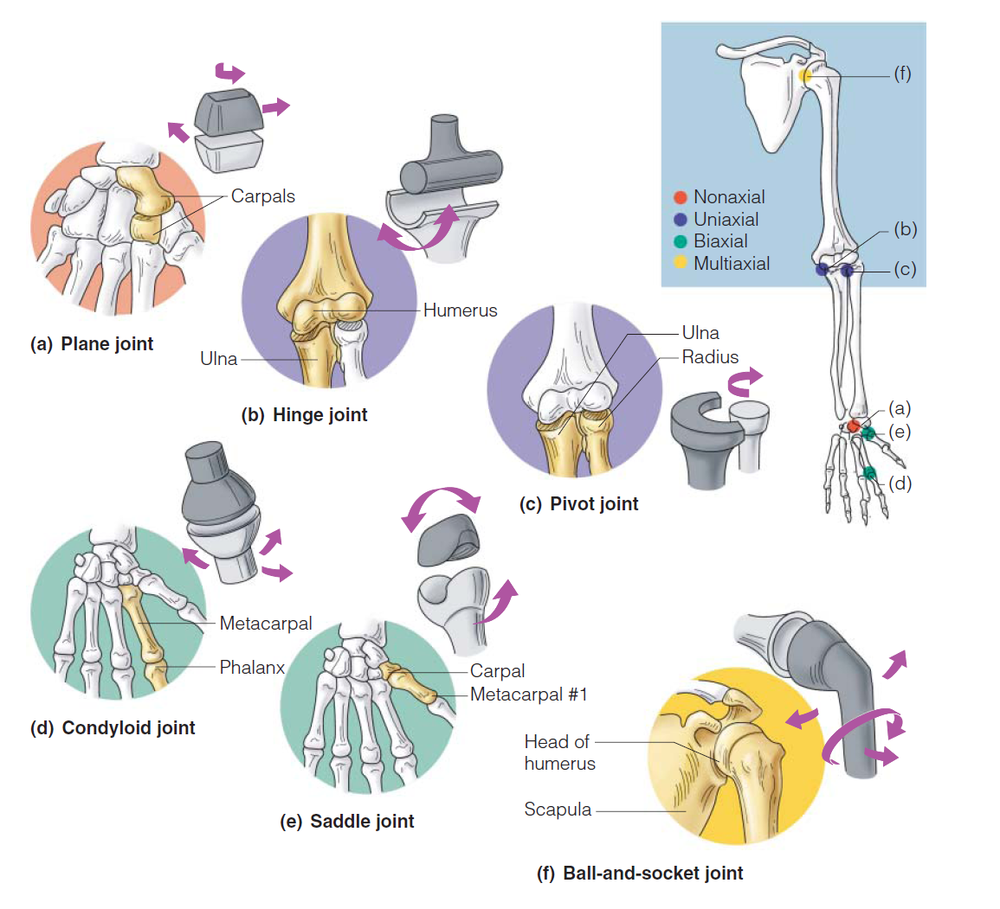 (f)
Nonaxial
Uniaxial
Biaxial
Multiaxial
(b)
(c)
(a)
(e)
(d)
Carpals
(a) Plane joint
Humerus
Ulna
(b) Hinge joint
Ulna
Radius
(c) Pivot joint
Metacarpal
Phalanx
(d) Condyloid joint
Carpal
Metacarpal #1
(e) Saddle joint
Head of
humerus
Scapula
(f) Ball-and-socket joint